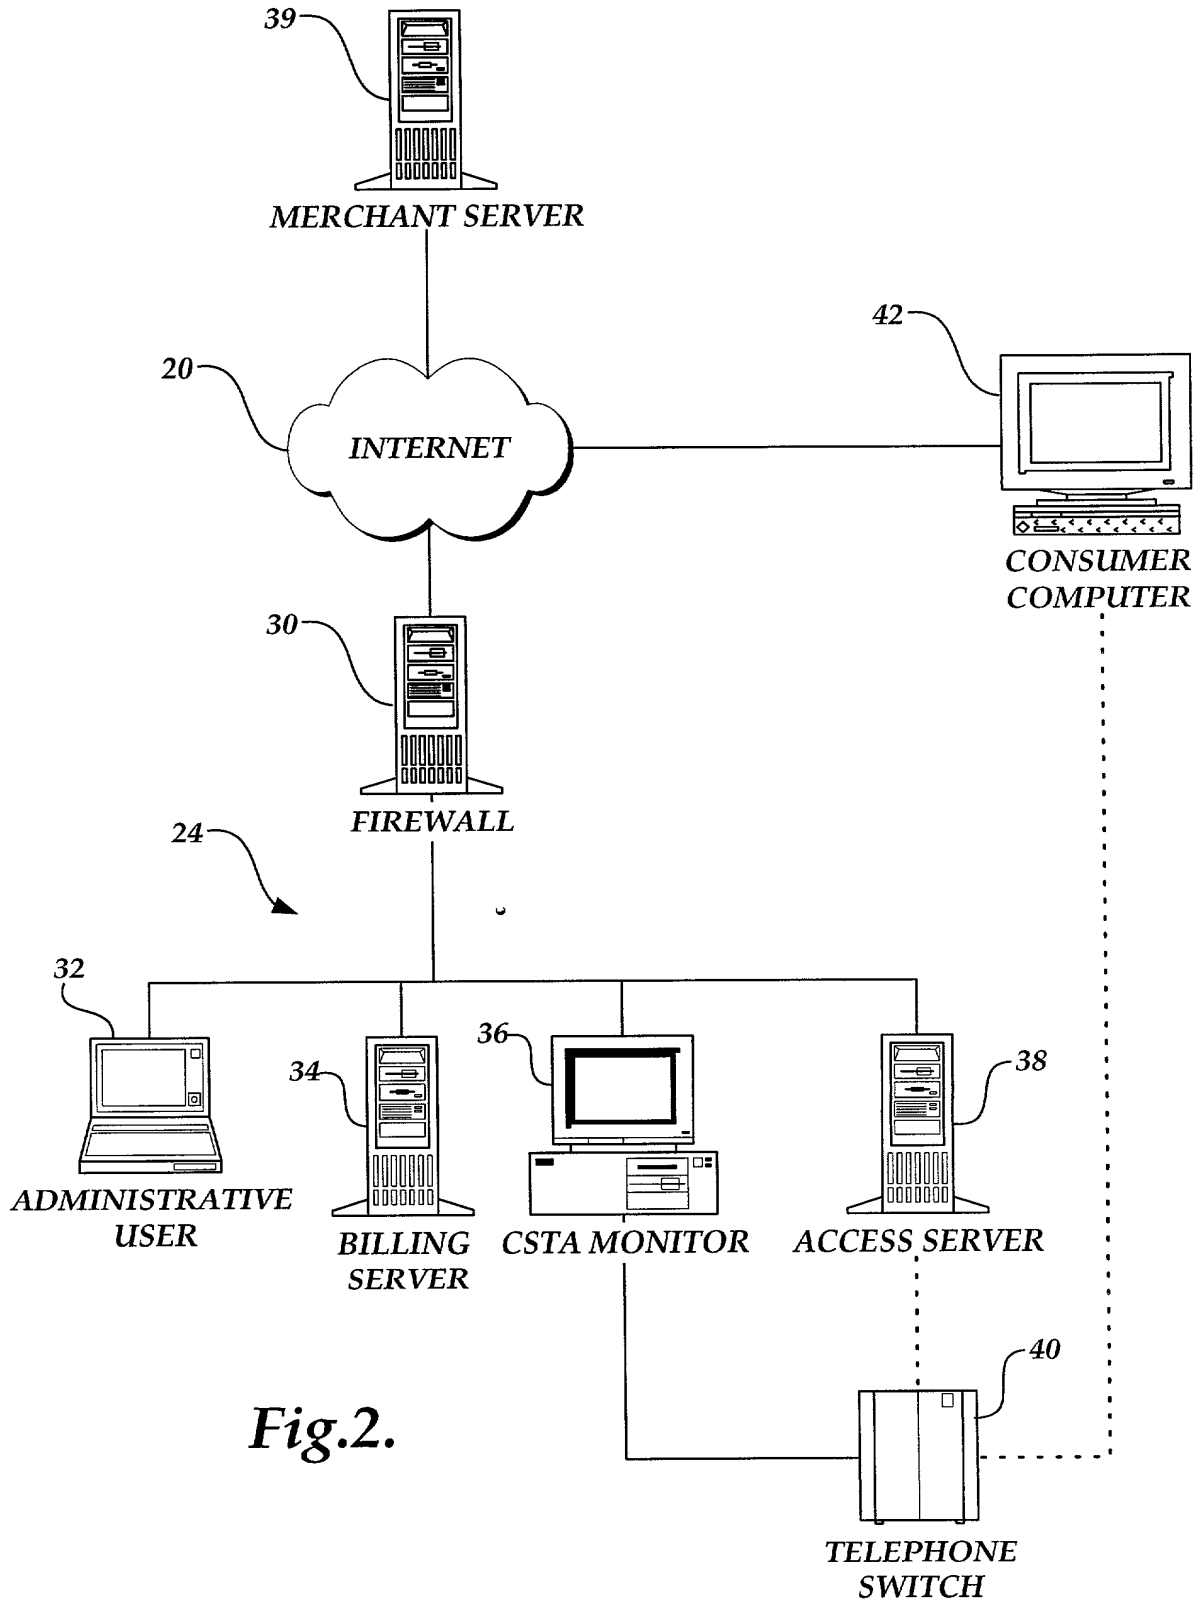 39
MERCHANT SERVER
42
20
INTERNET
CONSUMER
COMPUTER
30
FIREWALL
24
32
34
36
38
ADMINISTRATIVE
USER
BILLING
SERVER
CSTA MONITOR
ACCESS SERVER
40
Fig.2.
TELEPHONE
SWITCH